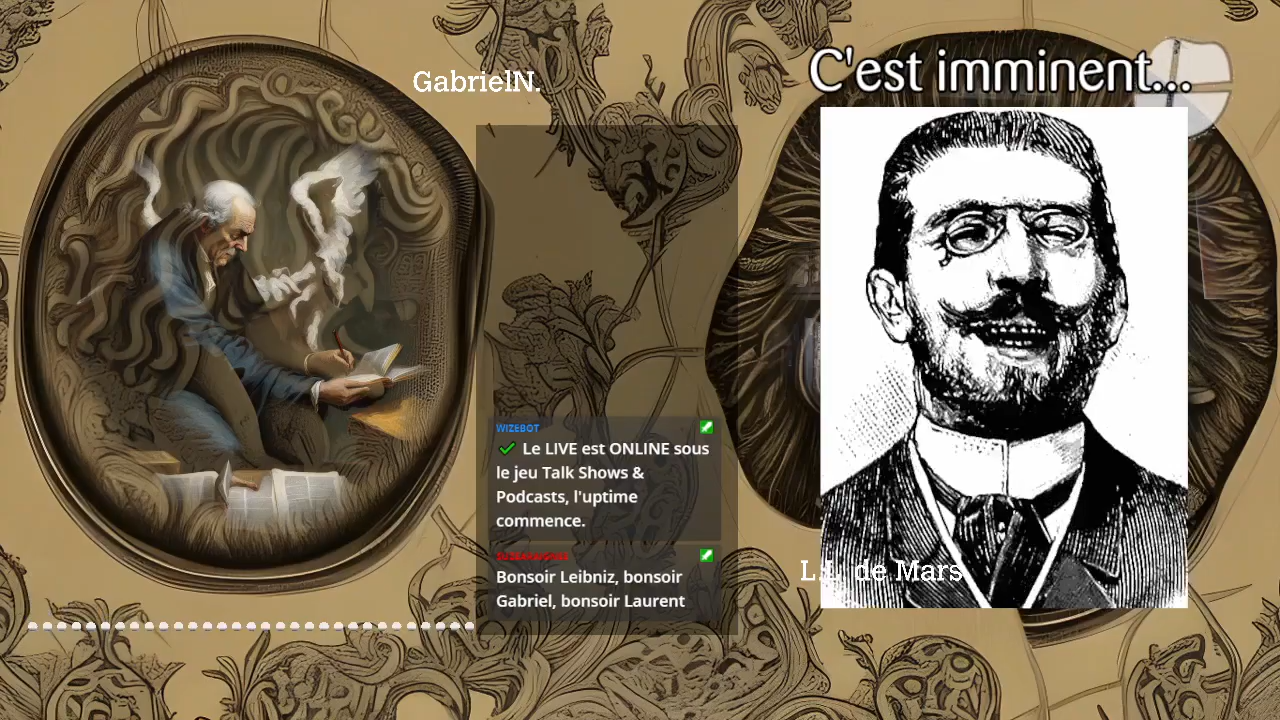 GabrielN.
C'est imminent...
WIZEBOT
Le LIVE est ONLINE sous
le jeu Talk Shows &
Podcasts, l'uptime
commence.
Bonsoir Leibniz, bonsoir
Gabriel, bonsoir Laurent
L.L. de Mars